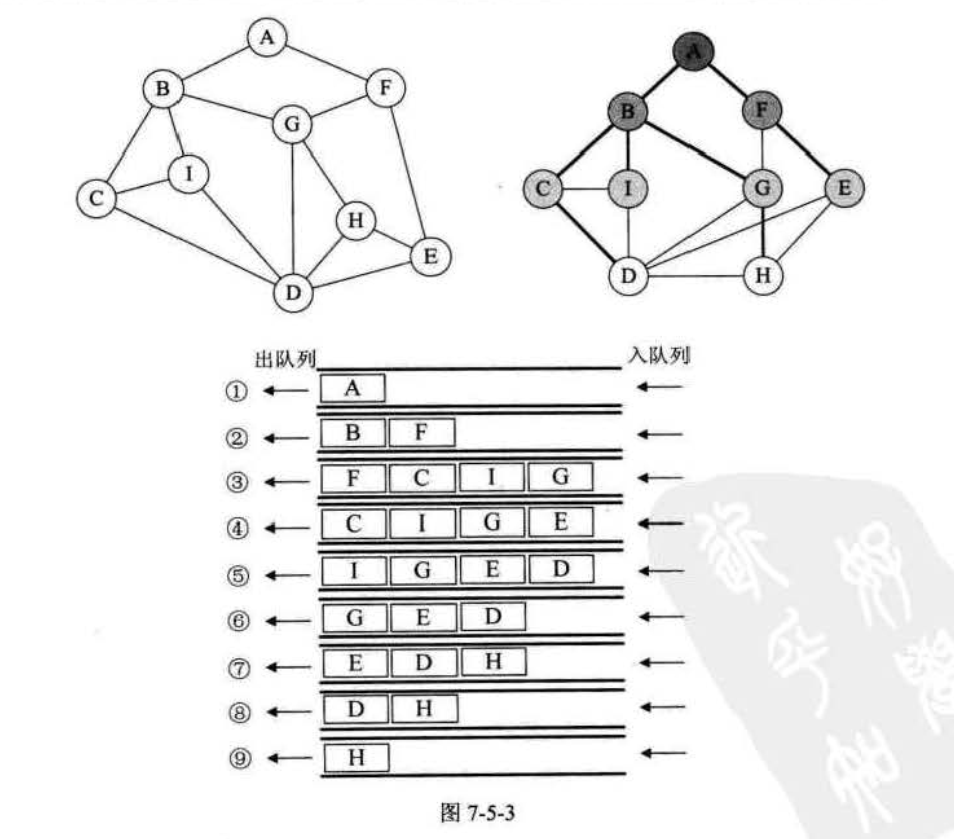 A
B
F
G
I
C
H
E
D
A
B
F
C
I
G
E
D
H
出队列 入队列
① A
② B F
③ F C I G
④ C I G E
⑤ I G E D
⑥ G E D
⑦ E D H
⑧ D H
⑨ H
图 7-5-3